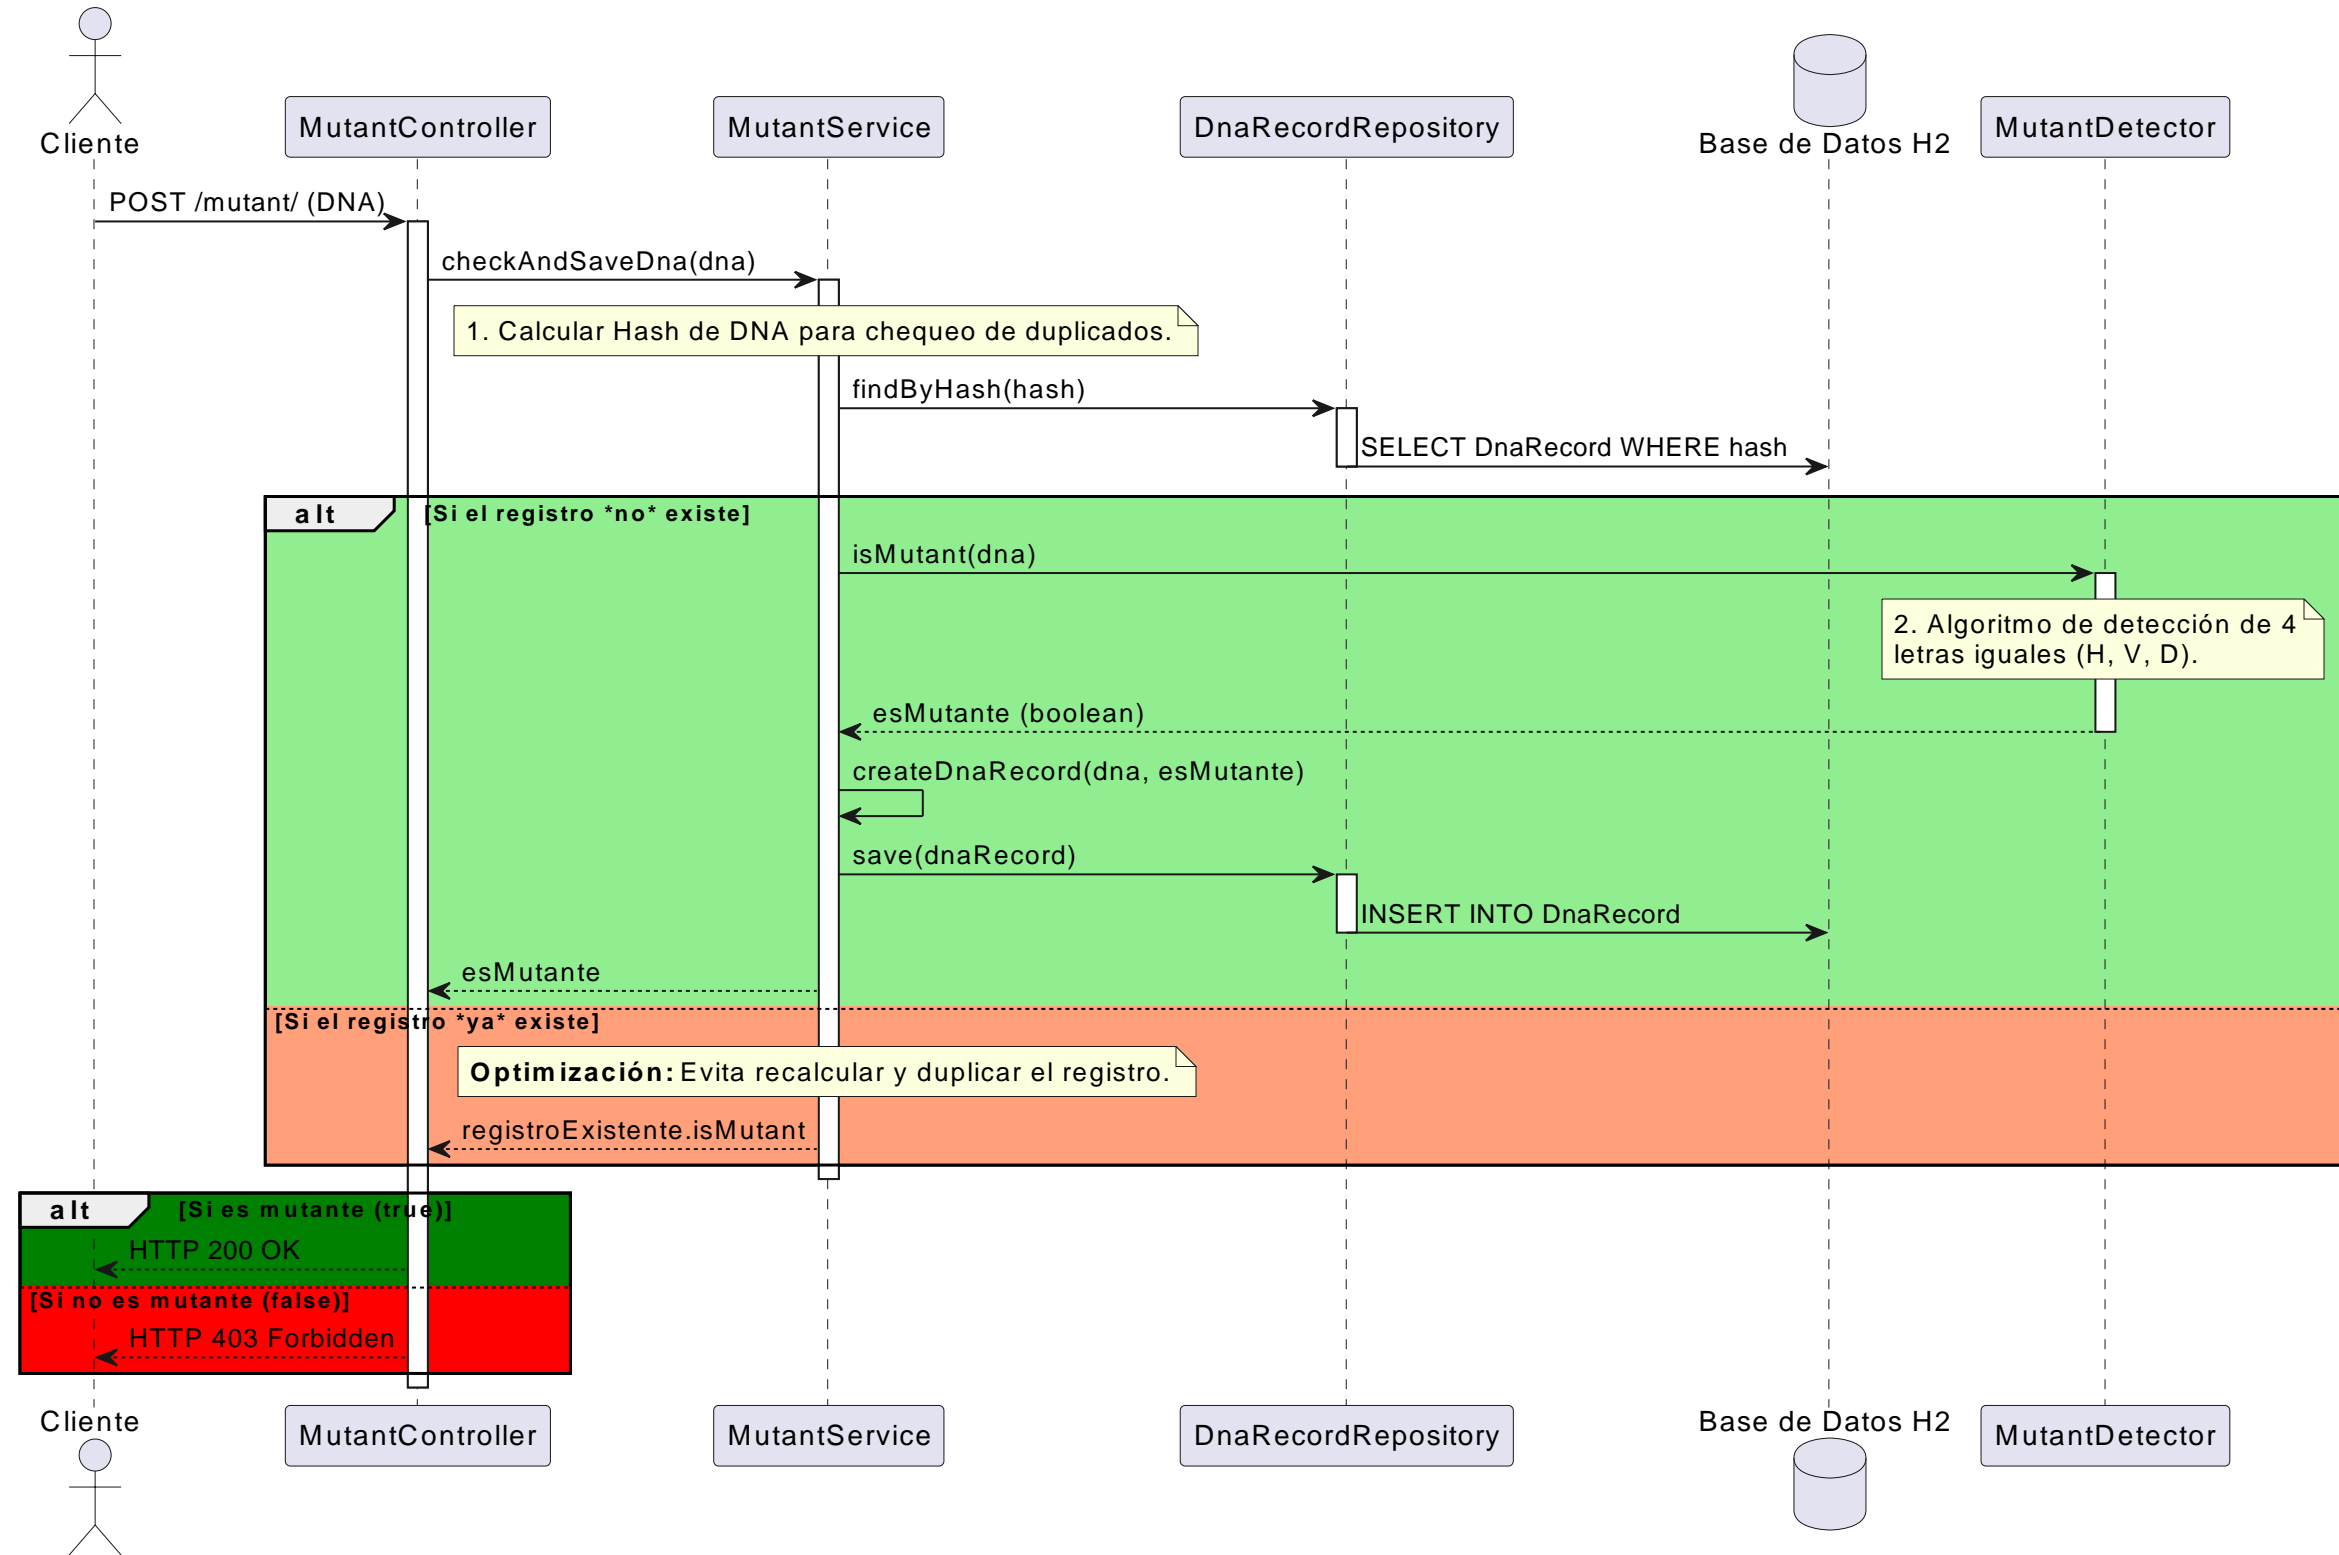 Cliente
MutantController
MutantService
DnaRecordRepository
Base de Datos H2
MutantDetector
POST /mutant/ (DNA)
checkAndSaveDna(dna)
1. Calcular Hash de DNA para chequeo de duplicados.
findByHash(hash)
SELECT DnaRecord WHERE hash
alt
[Si el registro *no* existe]
isMutant(dna)
2. Algoritmo de detección de 4
letras iguales (H, V, D).
esMutante (boolean)
createDnaRecord(dna, esMutante)
save(dnaRecord)
INSERT INTO DnaRecord
esMutante
[Si el registro *ya* existe]
Optimización: Evita recalcular y duplicar el registro.
registroExistente.isMutant
alt
[Si es mutante (true)]
HTTP 200 OK
[Si no es mutante (false)]
HTTP 403 Forbidden
Cliente
MutantController
MutantService
DnaRecordRepository
Base de Datos H2
MutantDetector